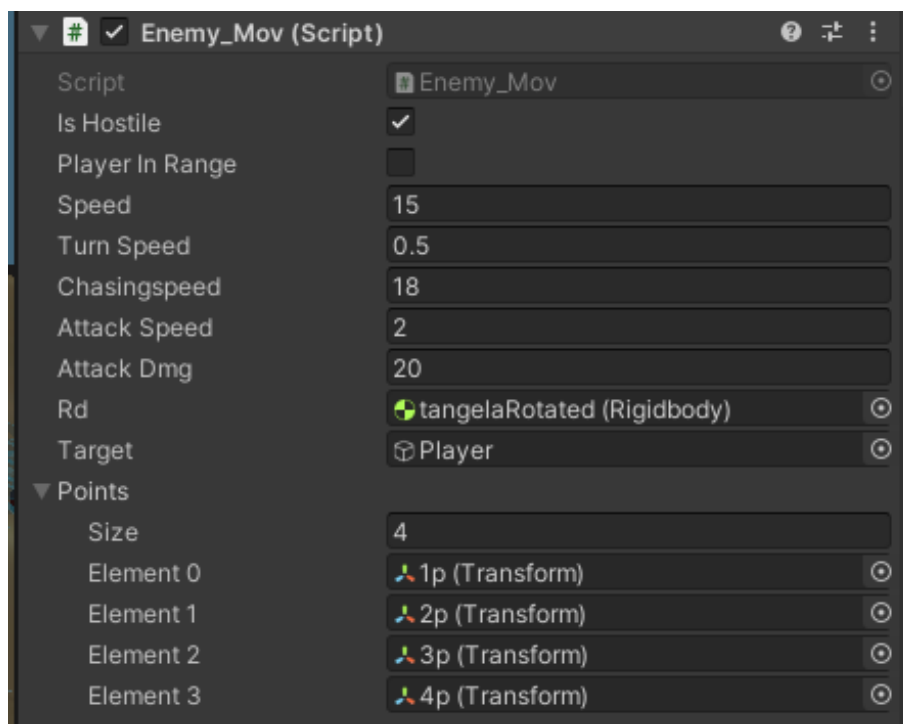 # Enemy_Mov (Script)
Script # Enemy_Mov
Is Hostile
Player In Range
Speed 15
Turn Speed 0.5
Chasingspeed 18
Attack Speed 2
Attack Dmg 20
Rd tangelaRotated (Rigidbody)
Target Player
Points
Size 4
Element 0 1p (Transform)
Element 1 2p (Transform)
Element 2 3p (Transform)
Element 3 4p (Transform)